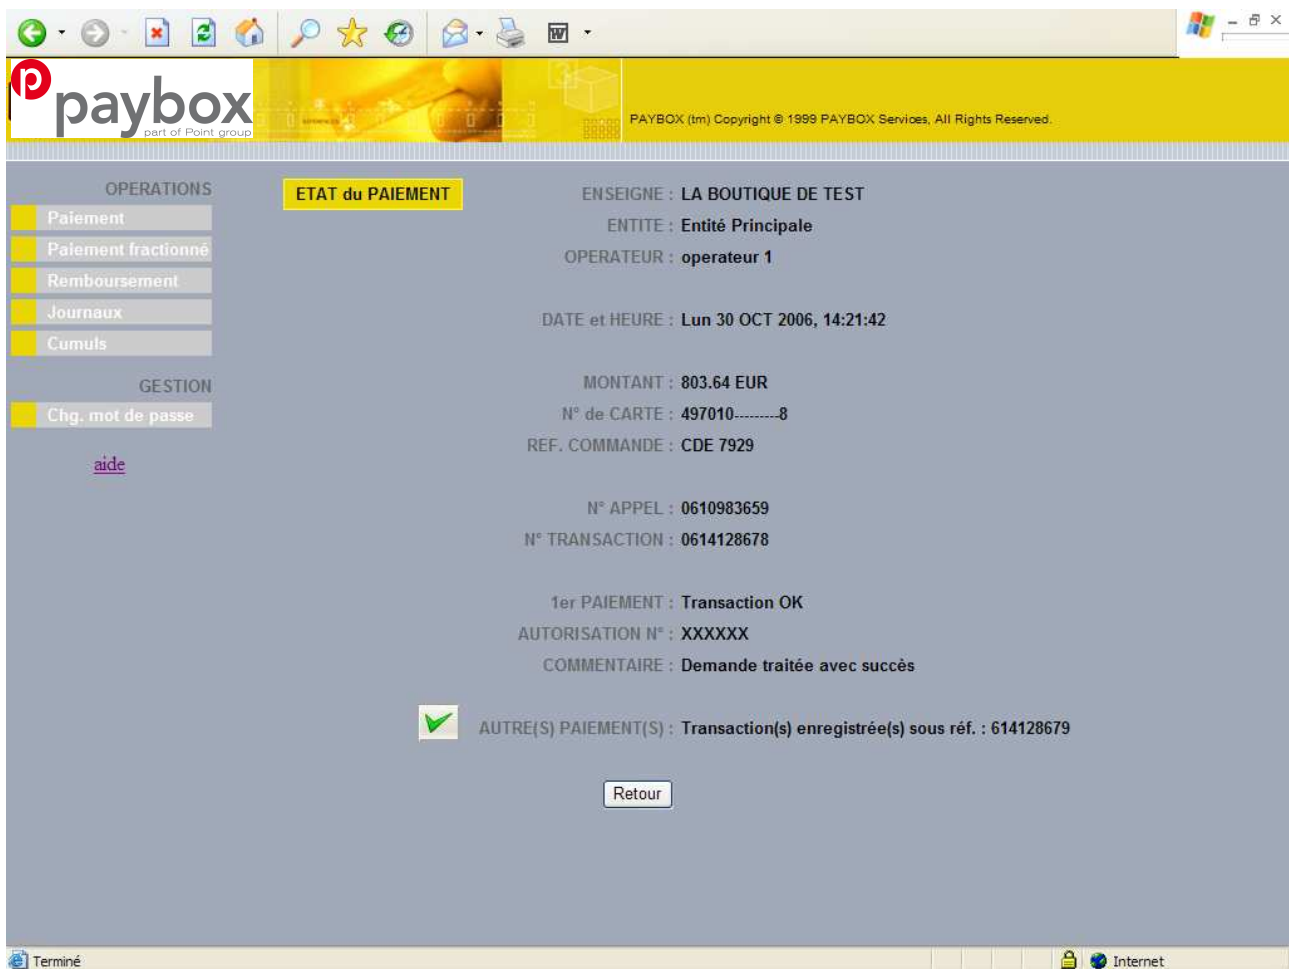 paybox
part of Point group
PAYBOX (tm) Copyright © 1999 PAYBOX Services, All Rights Reserved.
OPERATIONS
Paiement
Paiement fractionné
Remboursement
Journaux
Cumuls
GESTION
Chg. mot de passe
aide
ETAT du PAIEMENT
ENSEIGNE : LA BOUTIQUE DE TEST
ENTITE : Entité Principale
OPERATEUR : operateur 1
DATE et HEURE : Lun 30 OCT 2006, 14:21:42
MONTANT : 803.64 EUR
N° de CARTE : 497010---------8
REF. COMMANDE : CDE 7929
N° APPEL : 0610983659
N° TRANSACTION : 0614128678
1er PAIEMENT : Transaction OK
AUTORISATION N° : XXXXXX
COMMENTAIRE : Demande traitée avec succès
AUTRE(S) PAIEMENT(S) : Transaction(s) enregistrée(s) sous réf. : 614128679
Retour
Terminé
Internet